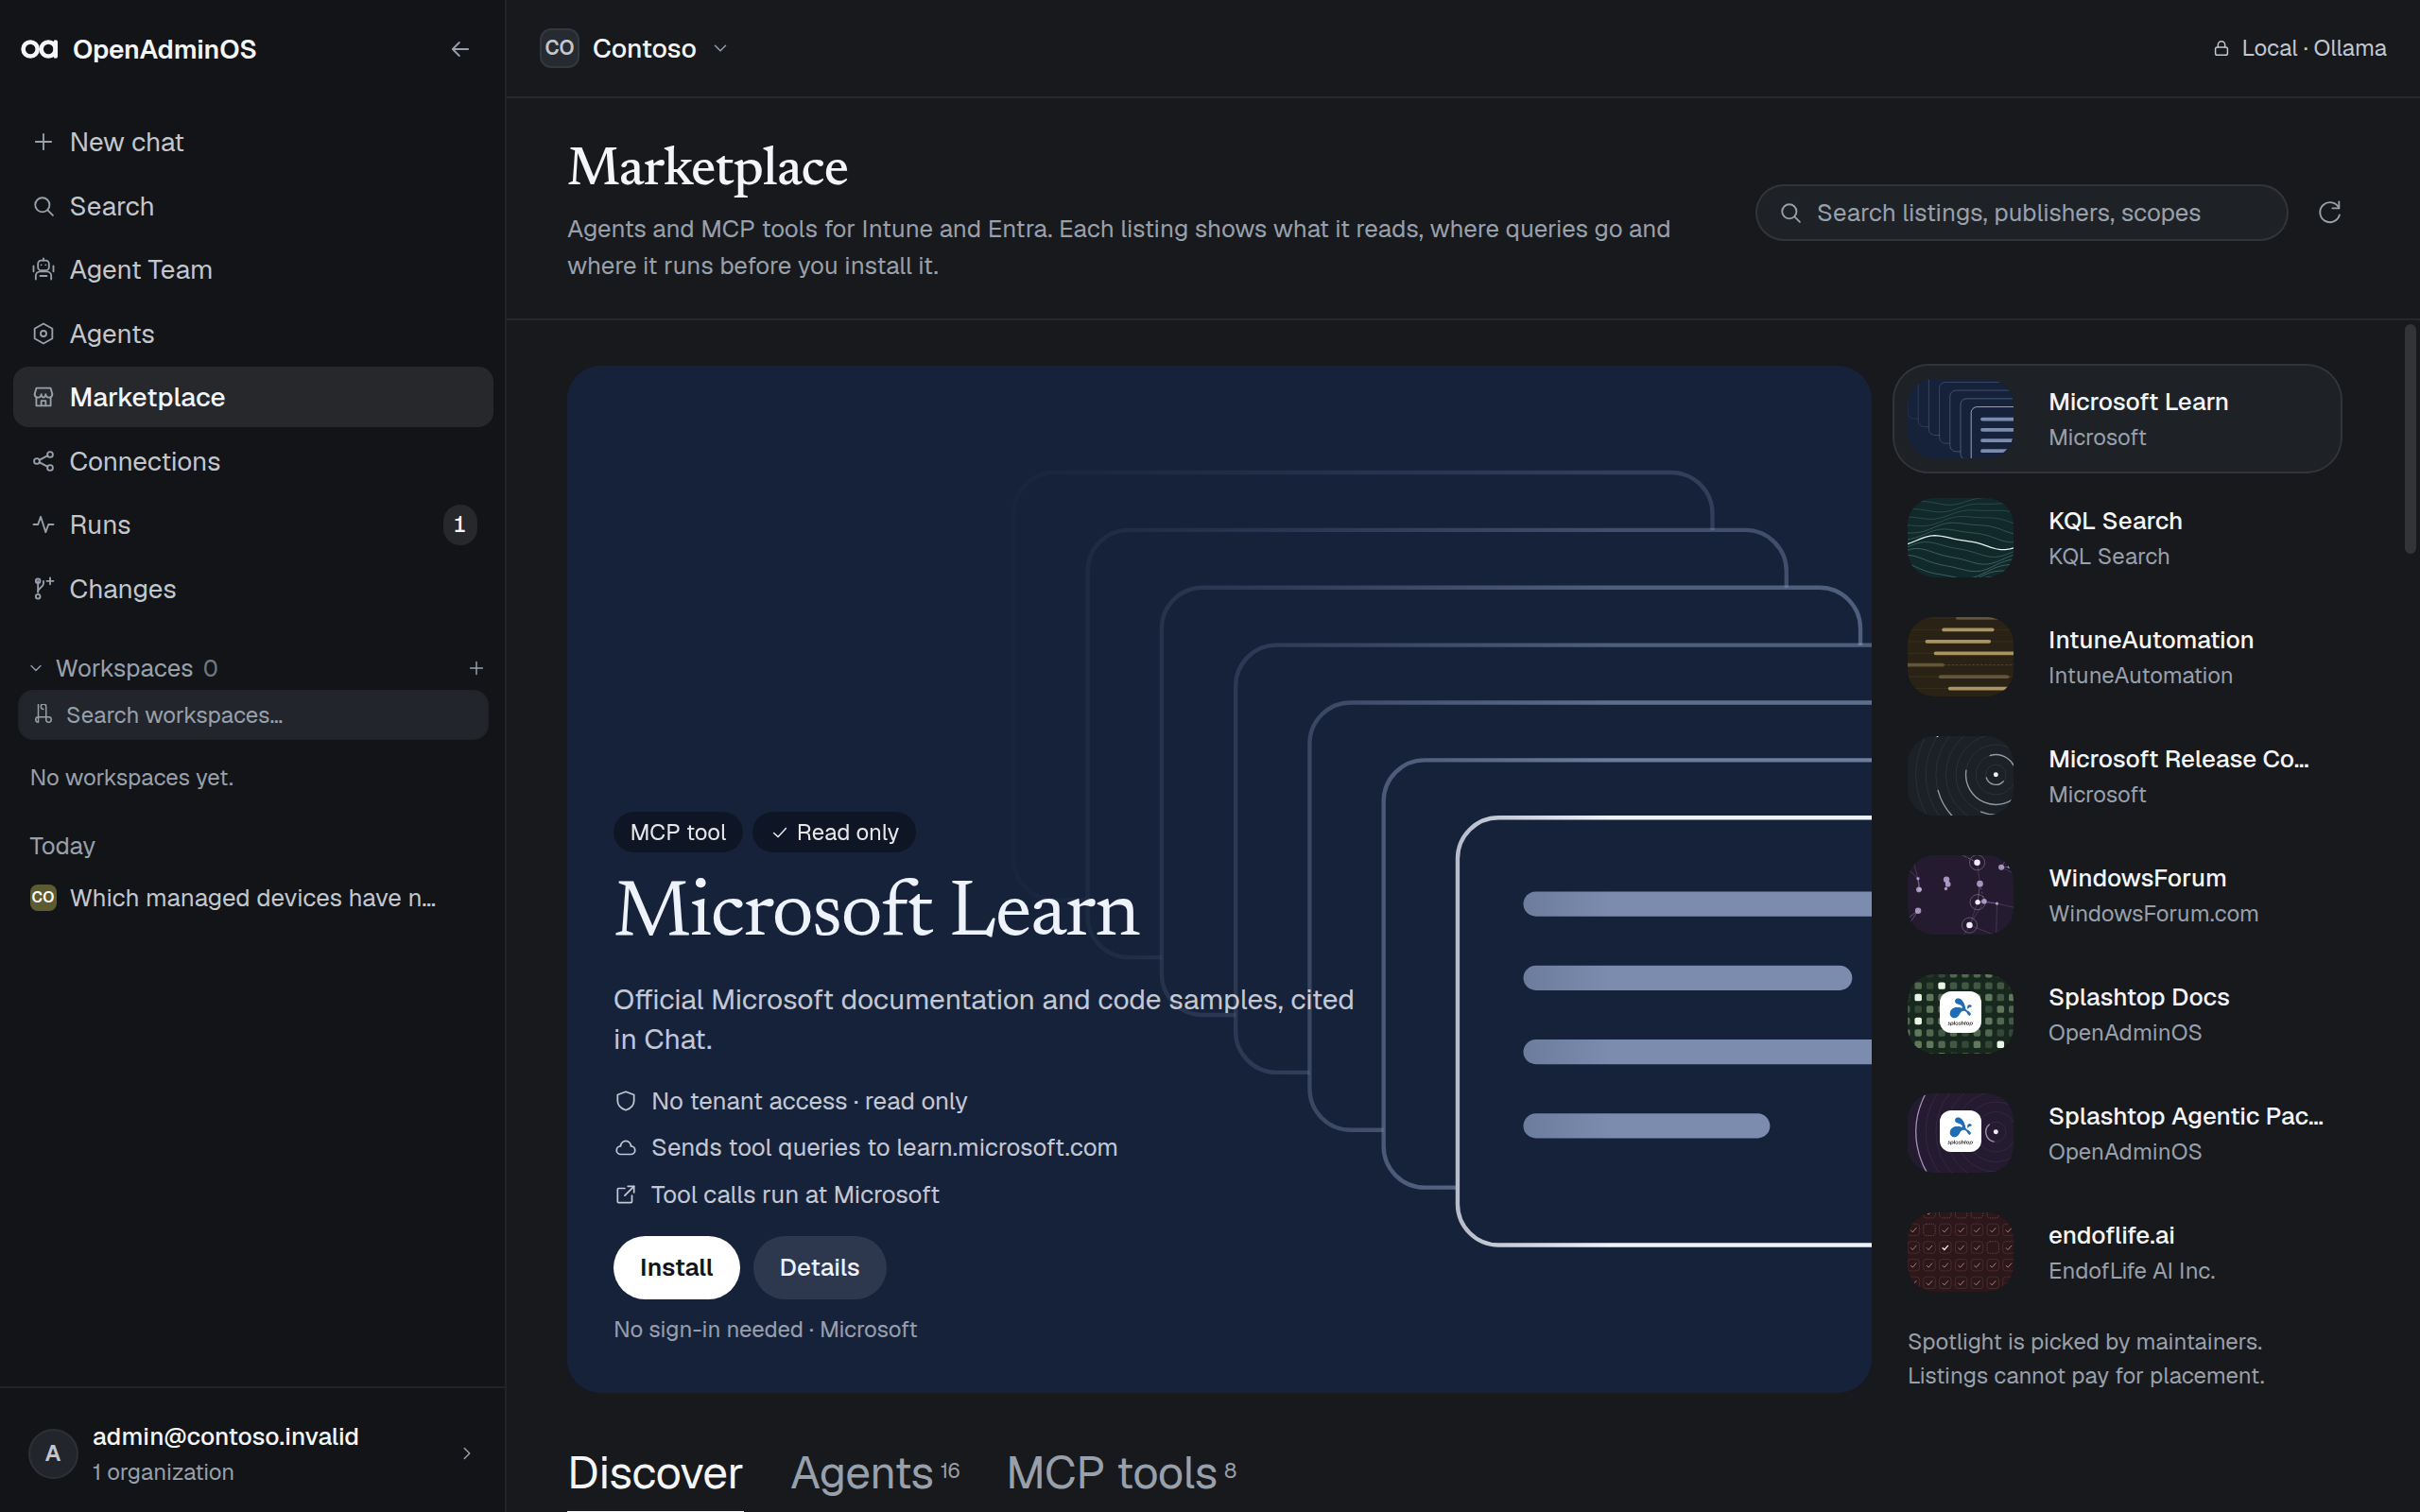 OpenAdminOS
New chat
Search
Agent Team
Agents
Marketplace
Connections
Runs
1
Changes
Workspaces 0
Search workspaces...
No workspaces yet.
Today
CO Which managed devices have n...
A
admin@contoso.invalid
1 organization
CO Contoso
Local · Ollama
Marketplace
Agents and MCP tools for Intune and Entra. Each listing shows what it reads, where queries go and
where it runs before you install it.
Search listings, publishers, scopes
MCP tool
Read only
Microsoft Learn
Official Microsoft documentation and code samples, cited
in Chat.
No tenant access · read only
Sends tool queries to learn.microsoft.com
Tool calls run at Microsoft
Install
Details
No sign-in needed · Microsoft
Microsoft Learn
Microsoft
KQL Search
KQL Search
IntuneAutomation
IntuneAutomation
Microsoft Release Co...
Microsoft
WindowsForum
WindowsForum.com
splashtop
Splashtop Docs
OpenAdminOS
splashtop
Splashtop Agentic Pac...
OpenAdminOS
endoflife.ai
EndofLife AI Inc.
Spotlight is picked by maintainers.
Listings cannot pay for placement.
Discover
Agents 16
MCP tools 8